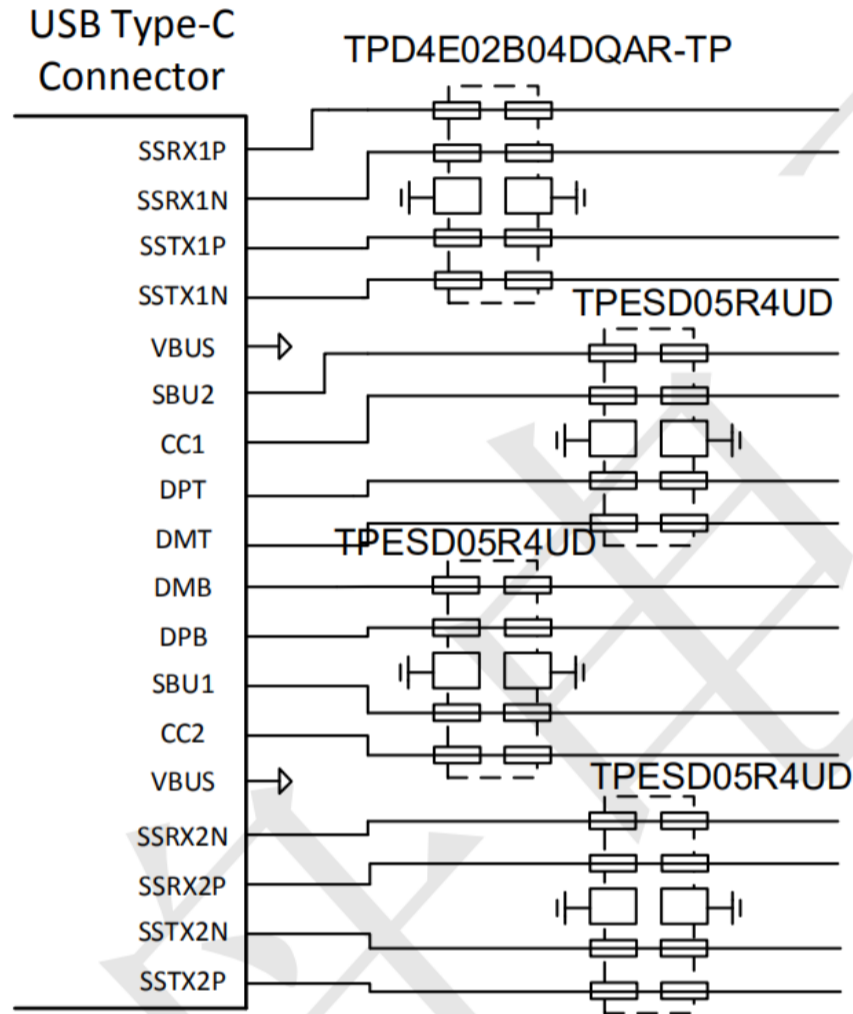 USB Type-C
Connector
TPD4E02B04DQAR-TP
SSRX1P
SSRX1N
SSTX1P
SSTX1N
TPESD05R4UD
VBUS
SBU2
CC1
DPT
DMT
TPESD05R4UD
DMB
DPB
SBU1
CC2
VBUS
TPESD05R4UD
SSRX2N
SSRX2P
SSTX2N
SSTX2P